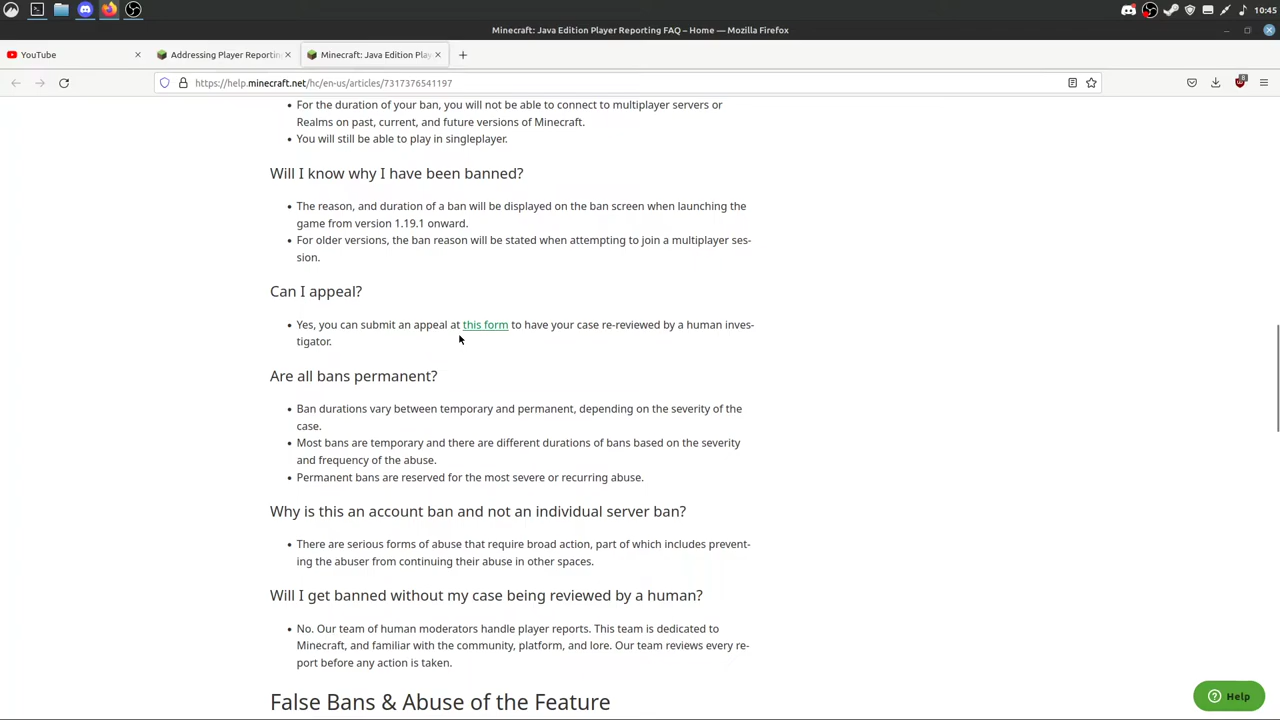 10:45
Minecraft: Java Edition Player Reporting FAQ – Home — Mozilla Firefox
YouTube
Addressing Player Reportin
Minecraft: Java Edition Play
https://help.minecraft.net/hc/en-us/articles/7317376541197
For the duration of your ban, you will not be able to connect to multiplayer servers or
Realms on past, current, and future versions of Minecraft.
You will still be able to play in singleplayer.
Will I know why I have been banned?
The reason, and duration of a ban will be displayed on the ban screen when launching the
game from version 1.19.1 onward.
For older versions, the ban reason will be stated when attempting to join a multiplayer ses-
sion.
Can I appeal?
Yes, you can submit an appeal at this form to have your case re-reviewed by a human inves-
tigator.
Are all bans permanent?
Ban durations vary between temporary and permanent, depending on the severity of the
case.
Most bans are temporary and there are different durations of bans based on the severity
and frequency of the abuse.
Permanent bans are reserved for the most severe or recurring abuse.
Why is this an account ban and not an individual server ban?
There are serious forms of abuse that require broad action, part of which includes prevent-
ing the abuser from continuing their abuse in other spaces.
Will I get banned without my case being reviewed by a human?
No. Our team of human moderators handle player reports. This team is dedicated to
Minecraft, and familiar with the community, platform, and lore. Our team reviews every re-
port before any action is taken.
False Bans & Abuse of the Feature
Help